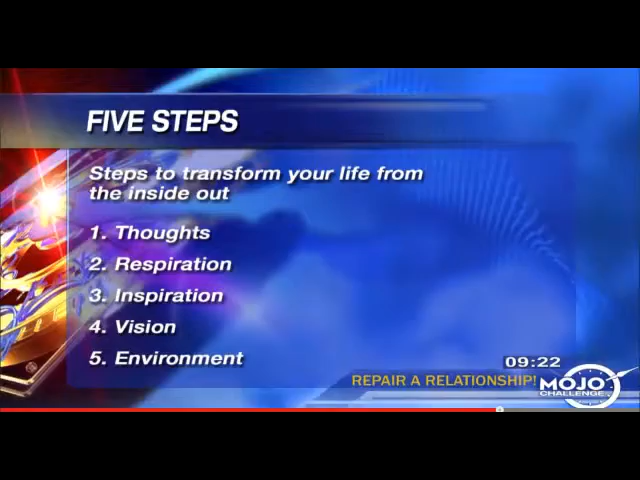 FIVE STEPS
Steps to transform your life from
the inside out
1. Thoughts
2. Respiration
3. Inspiration
4. Vision
5. Environment
09:22
REPAIR A RELATIONSHIP!
MOJO
CHALLENGE